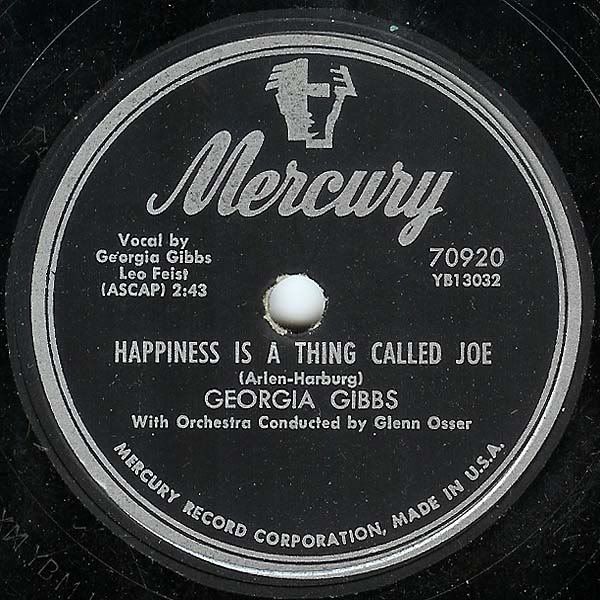 Mercury
Vocal by
Georgia Gibbs
Leo Feist
(ASCAP) 2:43
70920
YB13032
HAPPINESS IS A THING CALLED JOE
(Arlen-Harburg)
GEORGIA GIBBS
With Orchestra Conducted by Glenn Osser
MERCURY RECORD CORPORATION, MADE IN U.S.A.